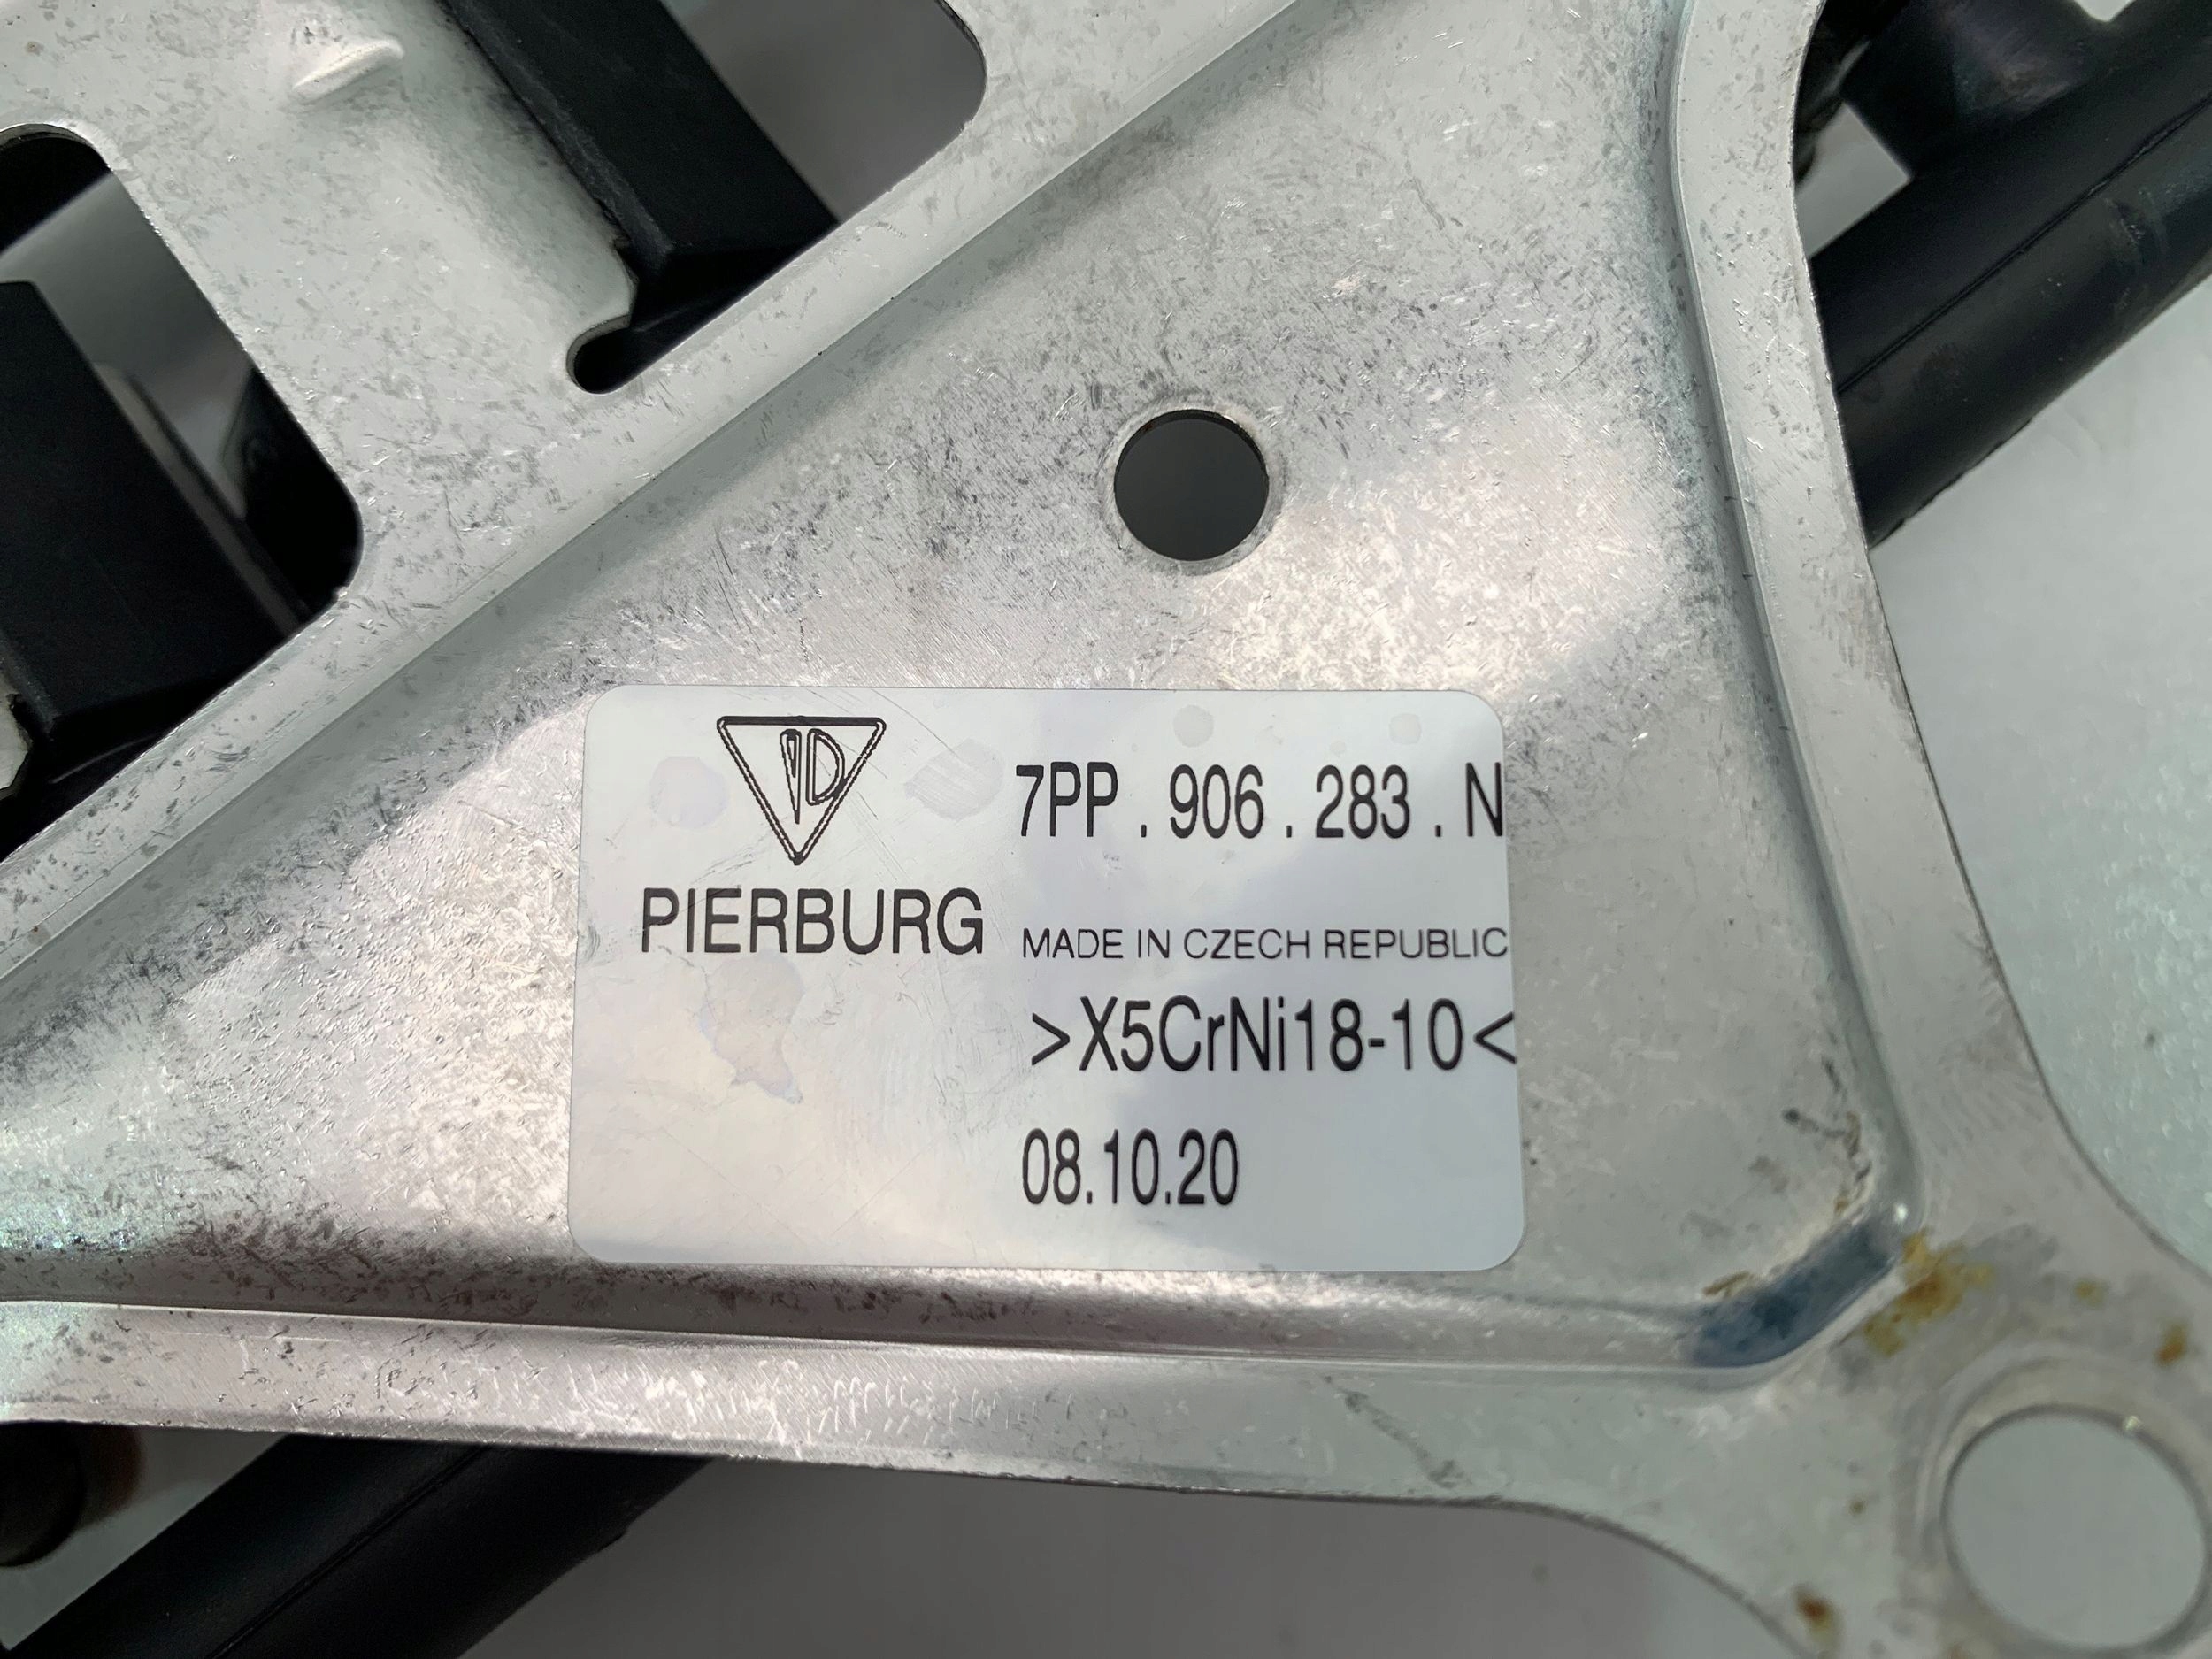 7PP . 906 . 283 . N
PIERBURG
MADE IN CZECH REPUBLIC
>X5CrNi18-10<
08.10.20